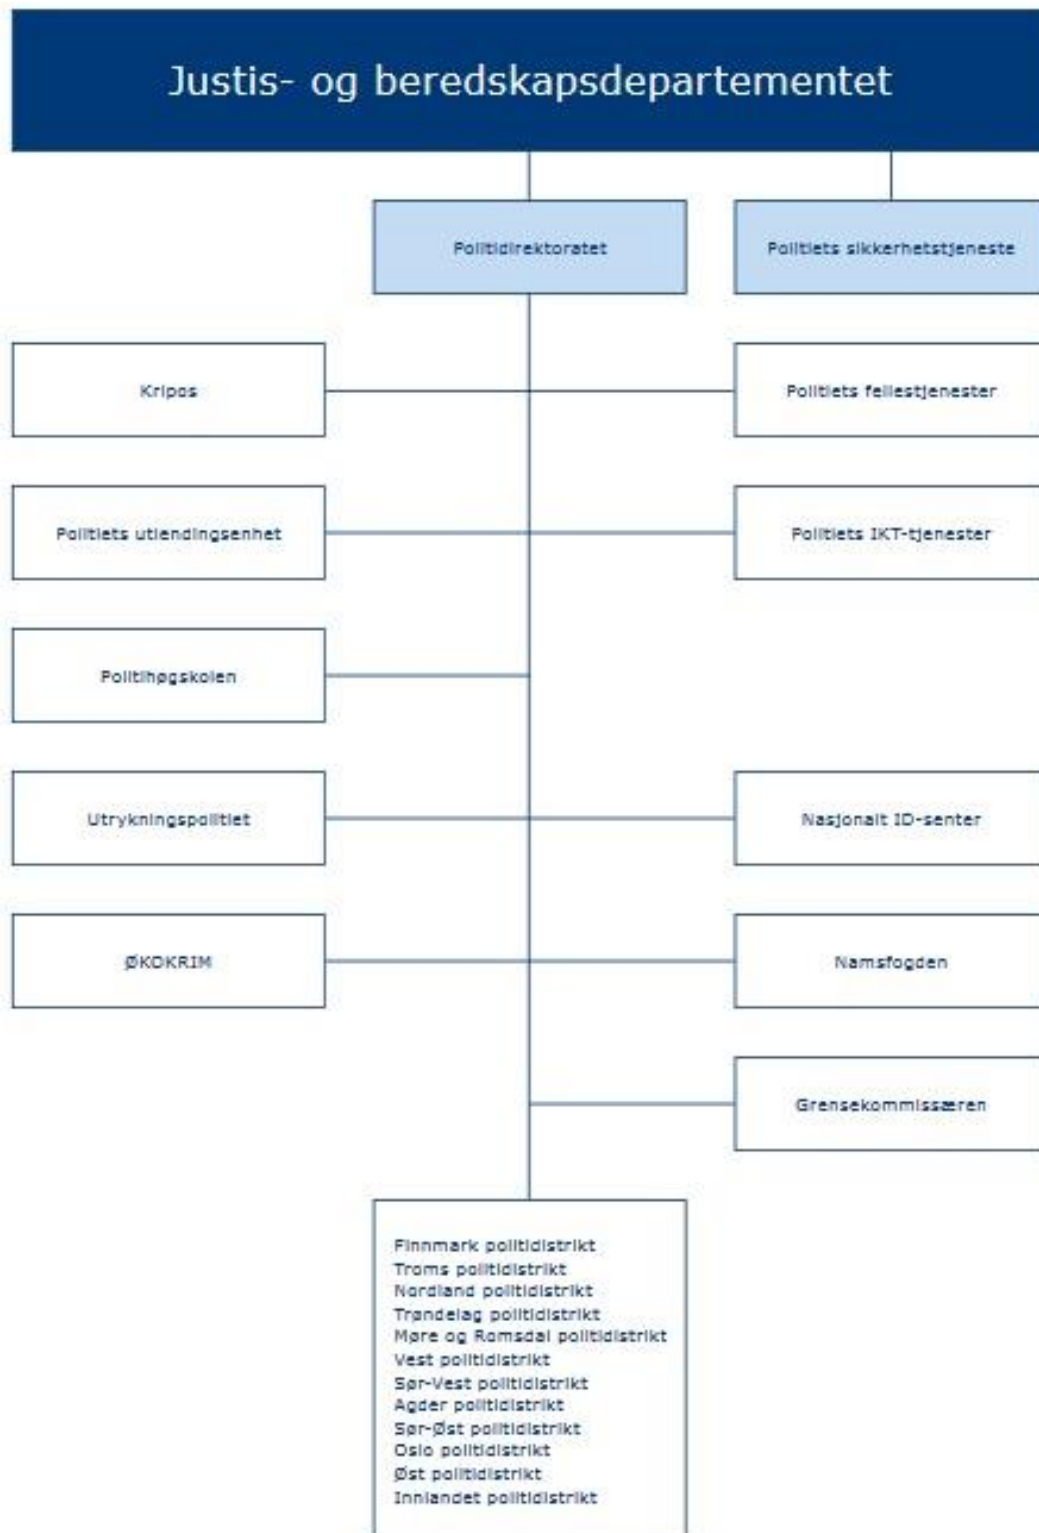 Justis- og beredskapsdepartementet
Politidirektoratet
Politiets sikkerhetstjeneste
Kripos
Politiets fellestjenester
Politiets utlendingsenhet
Politiets IKT-tjenester
Politihøgskolen
Utrykningspolitiet
Nasjonalt ID-senter
ØKOKRIM
Namsfogden
Grensekommissæren
Finnmark politidistrikt
Troms politidistrikt
Nordland politidistrikt
Trøndelag politidistrikt
Møre og Romsdal politidistrikt
Vest politidistrikt
Sør-Vest politidistrikt
Agder politidistrikt
Sør-Øst politidistrikt
Oslo politidistrikt
Øst politidistrikt
Innlandet politidistrikt